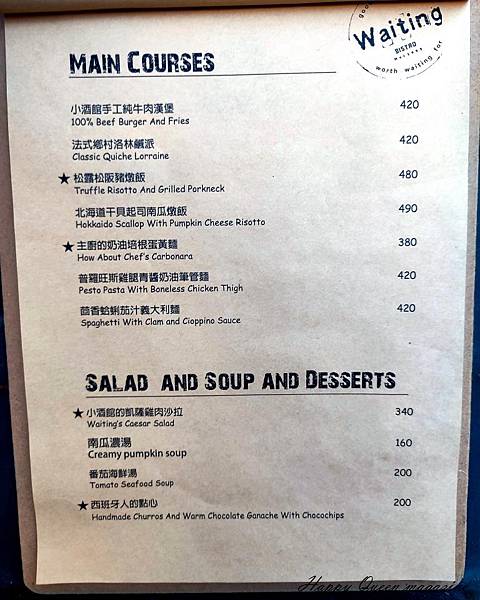 Waiting
BISTRO
worth waiting for
MAIN COURSES
小酒館手工純牛肉漢堡 420
100% Beef Burger And Fries
法式鄉村洛林鹹派 420
Classic Quiche Lorraine
★ 松露松阪豬燉飯 480
Truffle Risotto And Grilled Porkneck
北海道干貝起司南瓜燉飯 490
Hokkaido Scallop With Pumpkin Cheese Risotto
★ 主廚的奶油培根蛋黃麵 380
How About Chef's Carbonara
普羅旺斯雞腿青醬奶油筆管麵 420
Pesto Pasta With Boneless Chicken Thigh
茴香蛤蜊茄汁義大利麵 420
Spaghetti With Clam and Cioppino Sauce
SALAD AND SOUP AND DESSERTS
★ 小酒館的凱薩雞肉沙拉 340
Waiting's Caesar Salad
南瓜濃湯 160
Creamy pumpkin soup
番茄海鮮湯 200
Tomato Seafood Soup
★ 西班牙人的點心 200
Handmade Churros And Warm Chocolate Ganache With Chocochips
Happy Queen